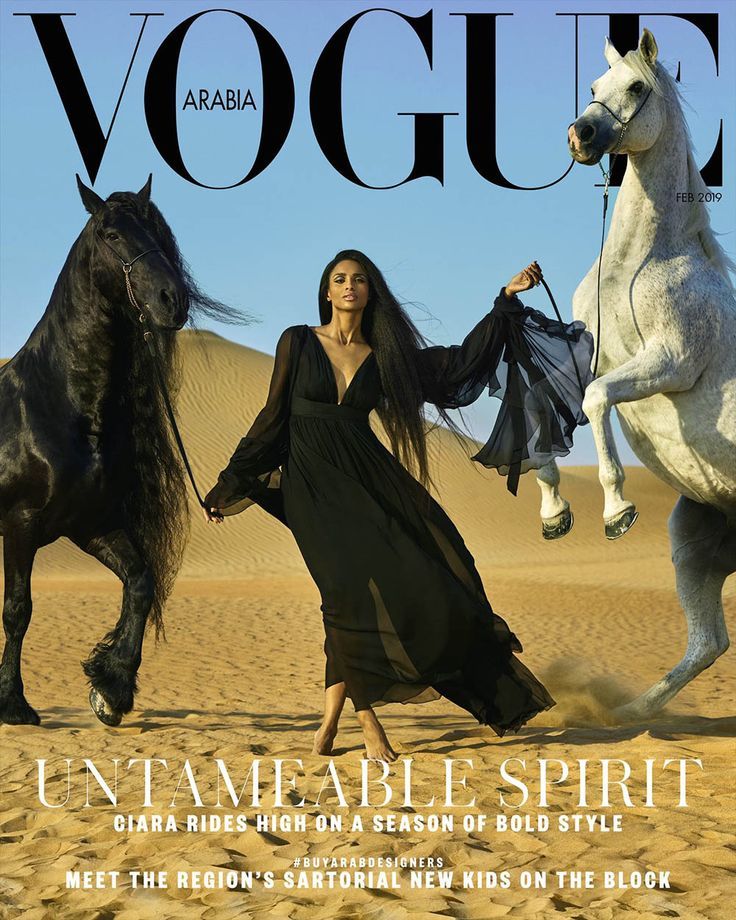 VOGUE
ARABIA
FEB 2019
UNTAMEABLE SPIRIT
CIARA RIDES HIGH ON A SEASON OF BOLD STYLE
#BUYARABDESIGNERS
MEET THE REGION'S SARTORIAL NEW KIDS ON THE BLOCK